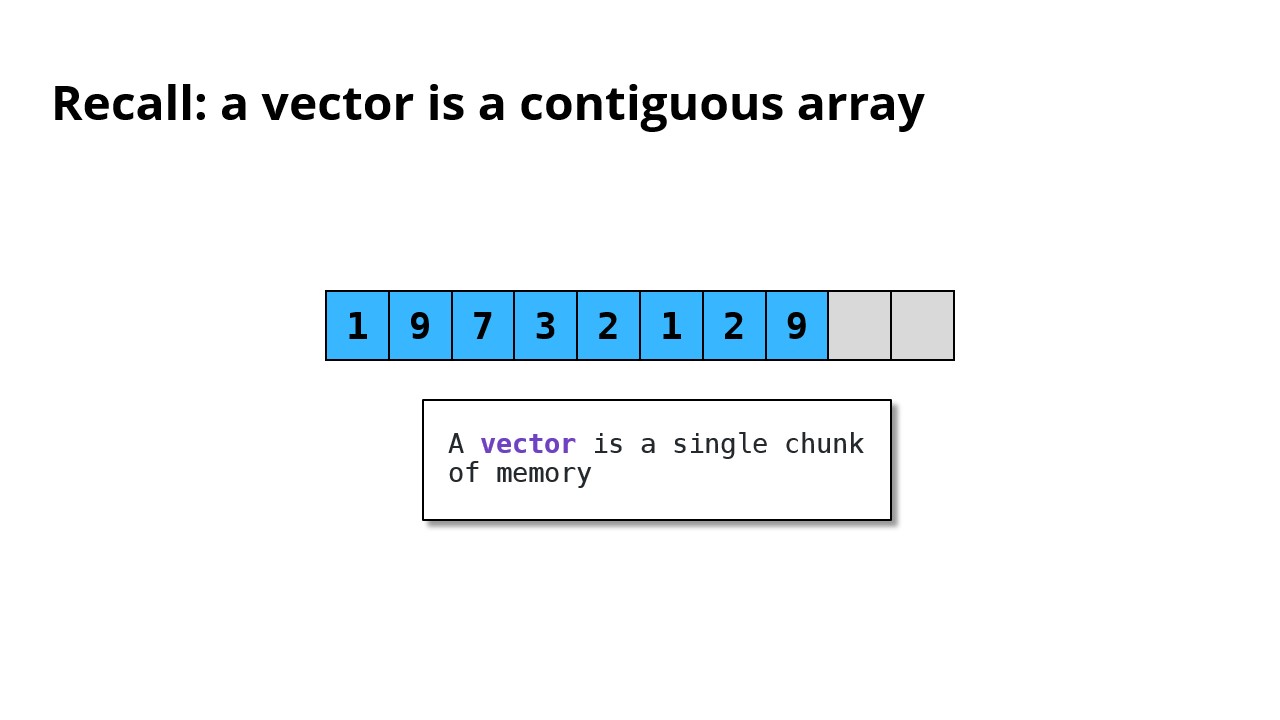 Recall: a vector is a contiguous array
1 9 7 3 2 1 2 9
A vector is a single chunk
of memory